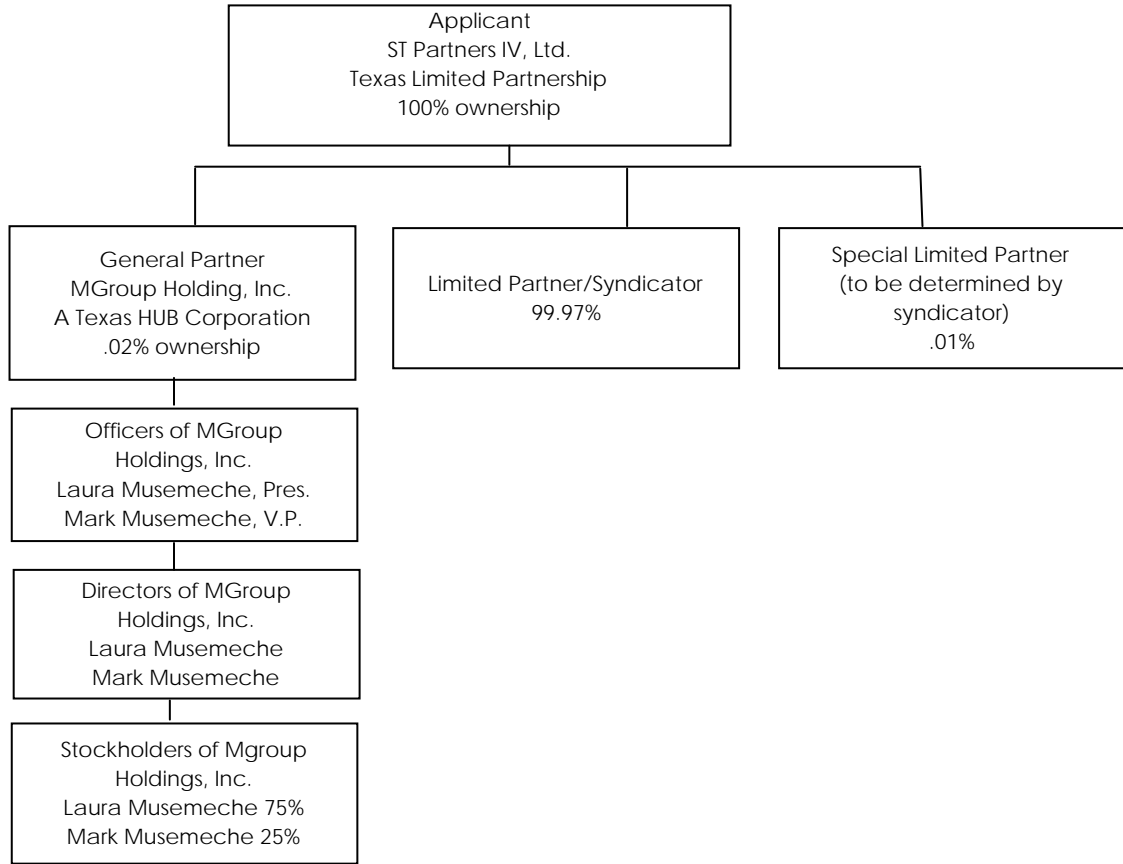 Applicant
ST Partners IV, Ltd.
Texas Limited Partnership
100% ownership
General Partner
MGroup Holding, Inc.
A Texas HUB Corporation
.02% ownership
Limited Partner/Syndicator
99.97%
Special Limited Partner
(to be determined by
syndicator)
.01%
Officers of MGroup
Holdings, Inc.
Laura Musemeche, Pres.
Mark Musemeche, V.P.
Directors of MGroup
Holdings, Inc.
Laura Musemeche
Mark Musemeche
Stockholders of Mgroup
Holdings, Inc.
Laura Musemeche 75%
Mark Musemeche 25%